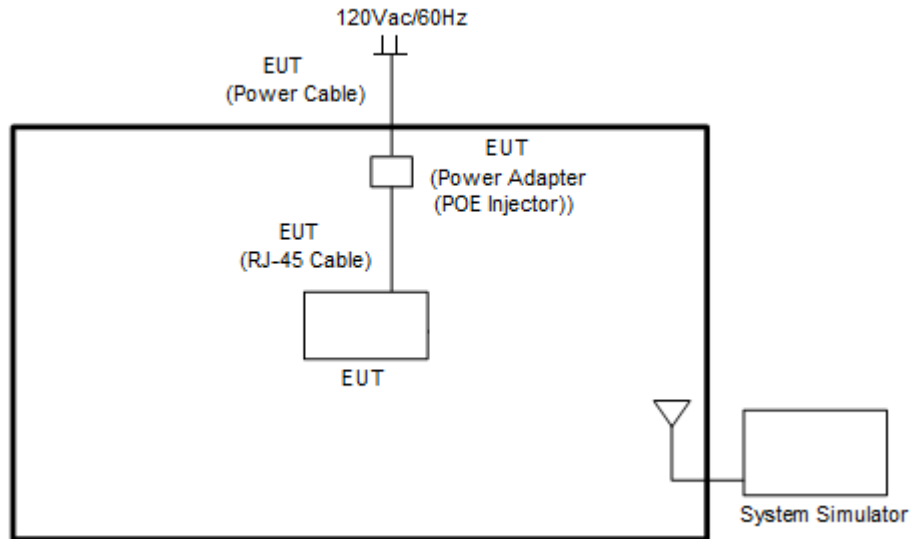 120Vac/60Hz
EUT
(Power Cable)
EUT
(Power Adapter
(POE Injector))
EUT
(RJ-45 Cable)
EUT
System Simulator